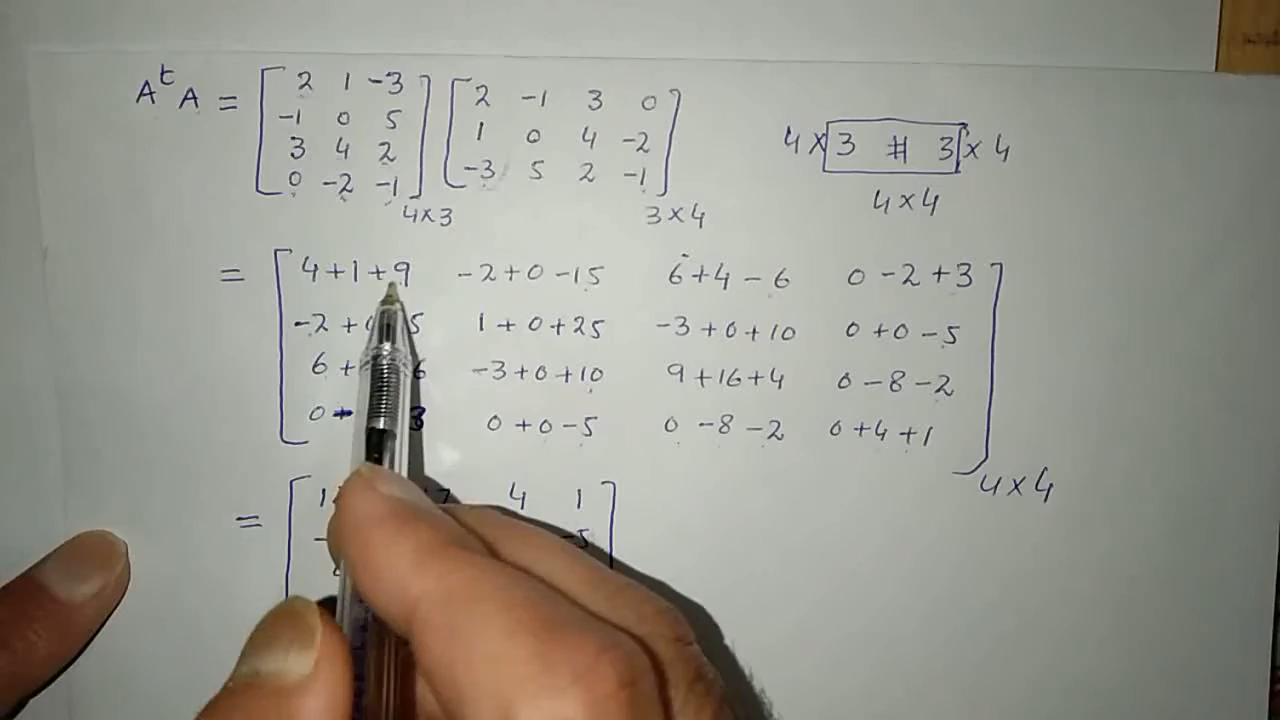 AᵗA = [ 2 1 -3 ] [ 2 -1 3 0 ]
-1 0 5 1 0 4 -2
3 4 2 -3 5 2 -1
0 -2 -1
4×3 3×4
4×3 # 3×4
4×4
= [ 4+1+9 -2+0-15 6+4-6 0-2+3 ]
-2+ 5 1+0+25 -3+0+10 0+0-5
6+ 6 -3+0+10 9+16+4 0-8-2
0 3 0+0-5 0-8-2 0+4+1
4×4
= [ 1 7 4 1 ]
- -5